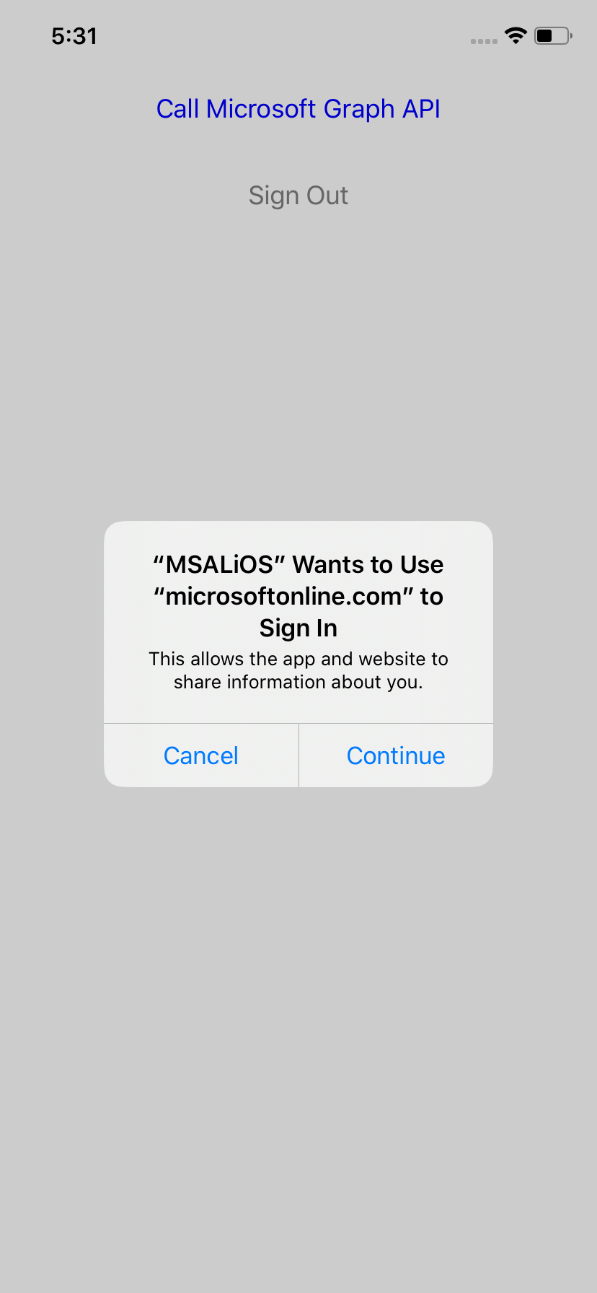 5:31
Call Microsoft Graph API
Sign Out
“MSALiOS” Wants to Use
“microsoftonline.com” to
Sign In
This allows the app and website to
share information about you.
Cancel
Continue